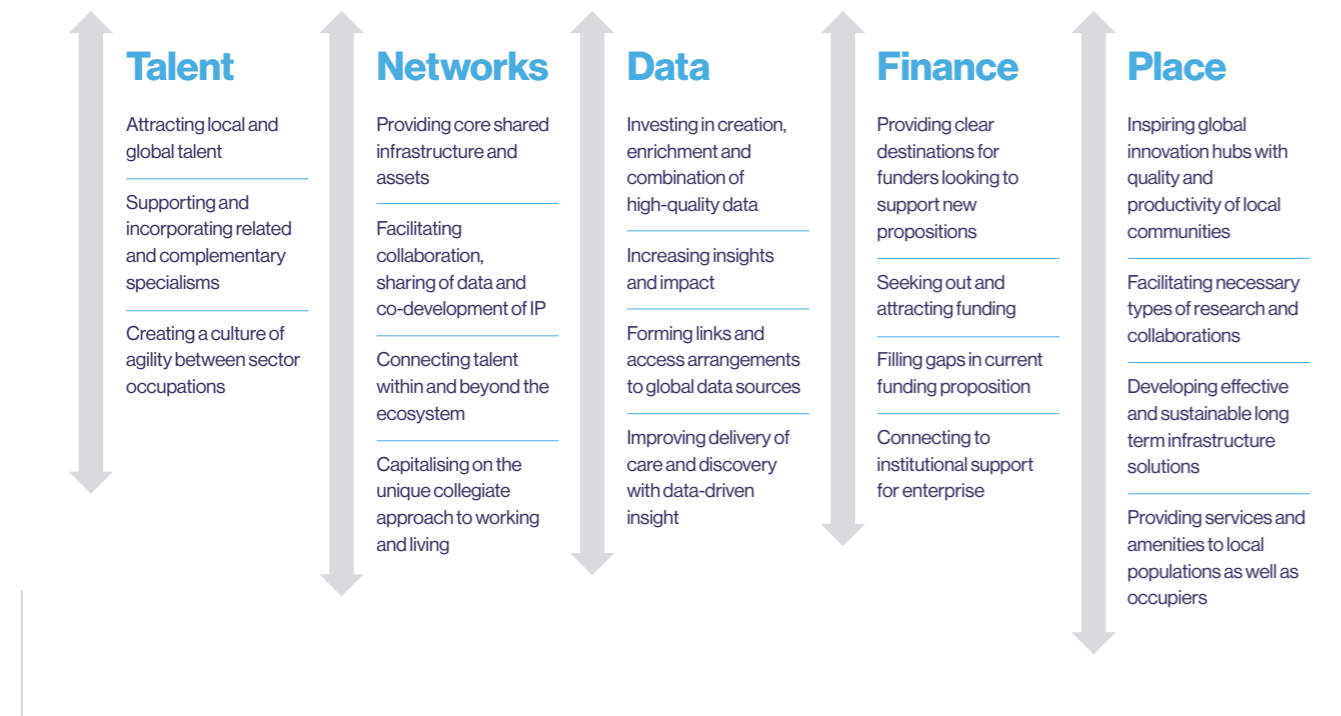 Talent
Attracting local and
global talent
Supporting and
incorporating related
and complementary
specialisms
Creating a culture of
agility between sector
occupations
Networks
Providing core shared
infrastructure and
assets
Facilitating
collaboration,
sharing of data and
co-development of IP
Connecting talent
within and beyond the
ecosystem
Capitalising on the
unique collegiate
approach to working
and living
Data
Investing in creation,
enrichment and
combination of
high-quality data
Increasing insights
and impact
Forming links and
access arrangements
to global data sources
Improving delivery of
care and discovery
with data-driven
insight
Finance
Providing clear
destinations for
funders looking to
support new
propositions
Seeking out and
attracting funding
Filling gaps in current
funding proposition
Connecting to
institutional support
for enterprise
Place
Inspiring global
innovation hubs with
quality and
productivity of local
communities
Facilitating necessary
types of research and
collaborations
Developing effective
and sustainable long
term infrastructure
solutions
Providing services and
amenities to local
populations as well as
occupiers